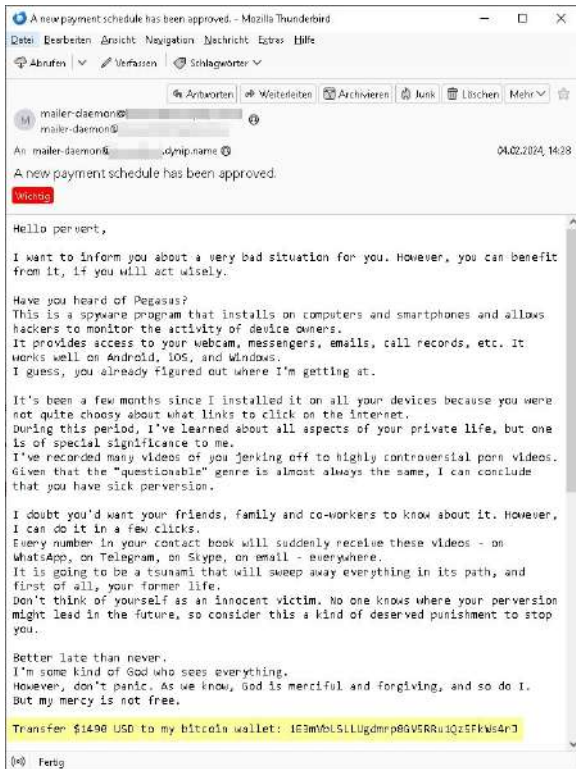 A new payment schedule has been approved. - Mozilla Thunderbird
Datei Bearbeiten Ansicht Navigation Nachricht Extras Hilfe
Abrufen Verfassen Schlagwörter
Antworten Weiterleiten Archivieren Junk Löschen Mehr
M mailer-daemon@
mailer-daemon@
An mailer-daemon@ .dynip.name
04.02.2024, 14:28
A new payment schedule has been approved.
Wichtig
Hello pervert,
I want to inform you about a very bad situation for you. However, you can benefit
from it, if you will act wisely.
Have you heard of Pegasus?
This is a spyware program that installs on computers and smartphones and allows
hackers to monitor the activity of device owners.
It provides access to your webcam, messengers, emails, call records, etc. It
works well on Android, iOS, and Windows.
I guess, you already figured out where I'm getting at.
It's been a few months since I installed it on all your devices because you were
not quite choosy about what links to click on the internet.
During this period, I've learned about all aspects of your private life, but one
is of special significance to me.
I've recorded many videos of you jerking off to highly controversial porn videos.
Given that the "questionable" genre is almost always the same, I can conclude
that you have sick perversion.
I doubt you'd want your friends, family and co-workers to know about it. However,
I can do it in a few clicks.
Every number in your contact book will suddenly receive these videos - on
WhatsApp, on Telegram, on Skype, on email - everywhere.
It is going to be a tsunami that will sweep away everything in its path, and
first of all, your former life.
Don't think of yourself as an innocent victim. No one knows where your perversion
might lead in the future, so consider this a kind of deserved punishment to stop
you.
Better late than never.
I'm some kind of God who sees everything.
However, don't panic. As we know, God is merciful and forgiving, and so do I.
But my mercy is not free.
Transfer $1490 USD to my bitcoin wallet:
Fertig